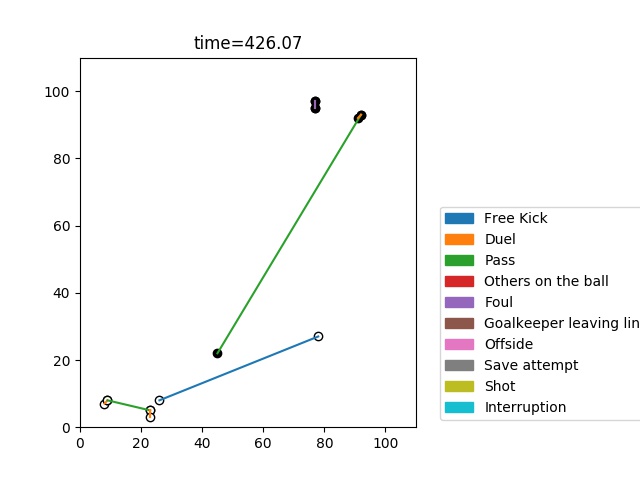 time=426.07
100
80
60
40
20
0
0 20 40 60 80 100
Free Kick
Duel
Pass
Others on the ball
Foul
Goalkeeper leaving lin
Offside
Save attempt
Shot
Interruption